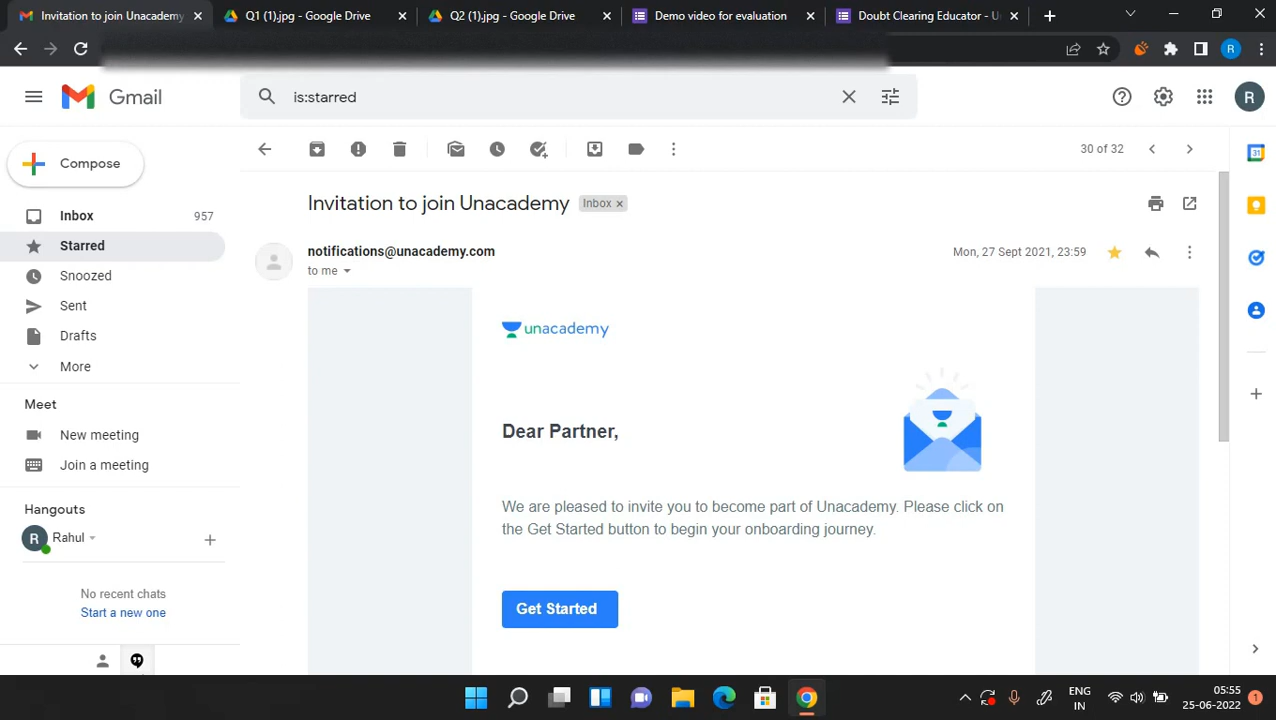 Invitation to join Unacademy
Q1 (1).jpg - Google Drive
Q2 (1).jpg - Google Drive
Demo video for evaluation
Doubt Clearing Educator - U
R
Gmail
is:starred
R
Compose
30 of 32
31
Inbox 957
Starred
Snoozed
Sent
Drafts
More
Meet
New meeting
Join a meeting
Hangouts
R Rahul
No recent chats
Start a new one
Invitation to join Unacademy Inbox x
notifications@unacademy.com
Mon, 27 Sept 2021, 23:59
to me
unacademy
Dear Partner,
We are pleased to invite you to become part of Unacademy. Please click on
the Get Started button to begin your onboarding journey.
Get Started
ENG
IN
05:55
25-06-2022
1